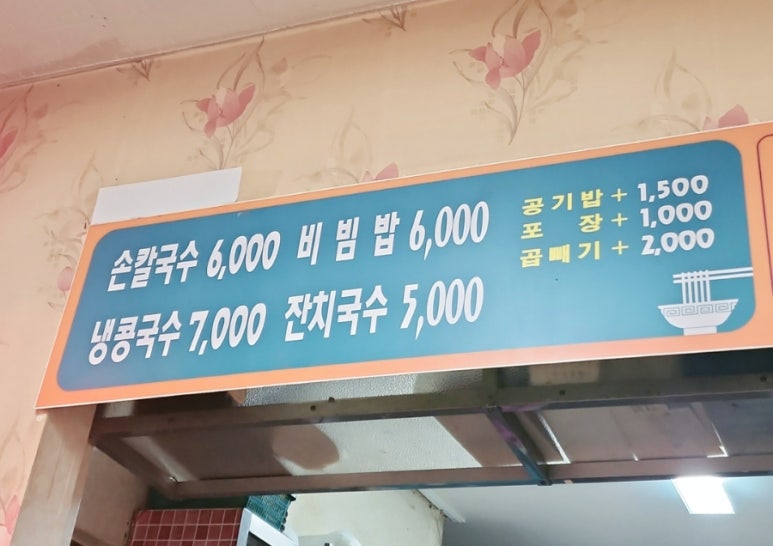 손칼국수 6,000 비빔밥 6,000
냉콩국수 7,000 잔치국수 5,000
공기밥+ 1,500
포장+ 1,000
곱빼기+ 2,000